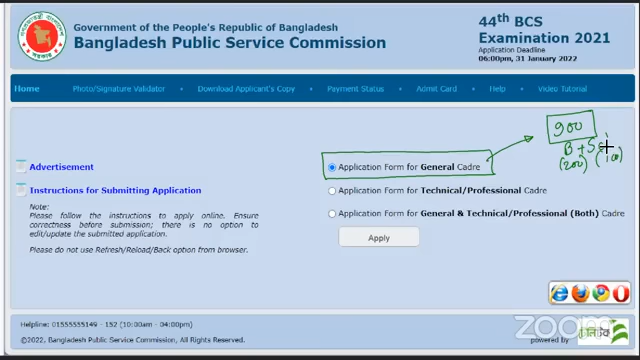 Government of the People's Republic of Bangladesh
Bangladesh Public Service Commission
44th BCS
Examination 2021
Application Deadline
06:00pm, 31 January 2022
Home
Photo/Signature Validator
Download Applicant's Copy
Payment Status
Admit Card
Help
Video Tutorial
900
B + Sc
(200) (100)
Advertisement
Application Form for General Cadre
Instructions for Submitting Application
Application Form for Technical/Professional Cadre
Note:
Please follow the instructions to apply online. Ensure
correctness before submission; there is no option to
edit/update the submitted application.
Application Form for General & Technical/Professional (Both) Cadre
Please do not use Refresh/Reload/Back option from browser.
Apply
Helpline: 01555555149 - 152 (10:00am - 04:00pm)
©2022, Bangladesh Public Service Commission, All Rights Reserved.
powered by
zoom